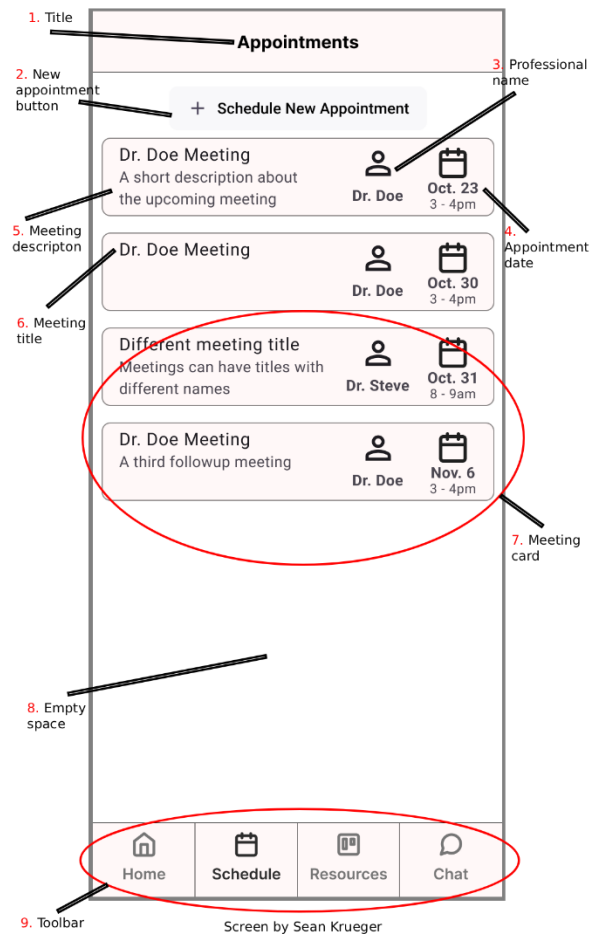 1. Title
Appointments
2. New
appointment
button
3. Professional
name
+ Schedule New Appointment
Dr. Doe Meeting
A short description about
the upcoming meeting
Dr. Doe
Oct. 23
3 - 4pm
4.
Appointment
date
5. Meeting
descripton
Dr. Doe Meeting
Dr. Doe
Oct. 30
3 - 4pm
6. Meeting
title
Different meeting title
Meetings can have titles with
different names
Dr. Steve
Oct. 31
8 - 9am
Dr. Doe Meeting
A third followup meeting
Dr. Doe
Nov. 6
3 - 4pm
7. Meeting
card
8. Empty
space
Home
Schedule
Resources
Chat
9. Toolbar
Screen by Sean Krueger